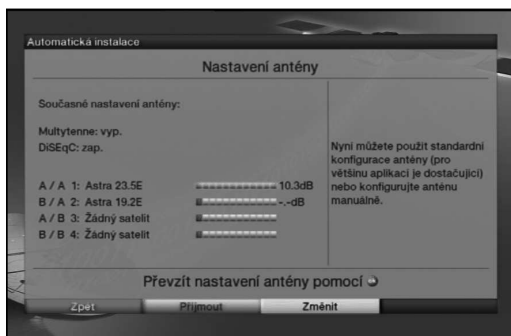 Automatická instalace
Nastavení antény
Současné nastavení antény:
Multytenne: vyp.
DiSEqC: zap.
A / A 1: Astra 23.5E 10.3dB
B / A 2: Astra 19.2E -.-dB
A / B 3: Žádný satelit
B / B 4: Žádný satelit
Nyní můžete použít standardní
konfigurace antény (pro
většinu aplikací je dostačující)
nebo konfigurujte anténu
manuálně.
Převzít nastavení antény pomocí
Zpet Přijmout Změnit